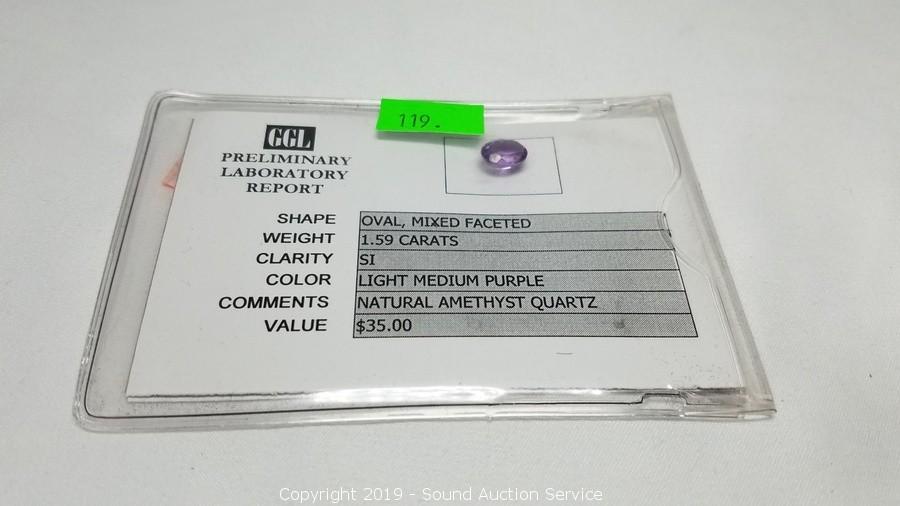 119.
GGL
PRELIMINARY
LABORATORY
REPORT
SHAPE OVAL, MIXED FACETED
WEIGHT 1.59 CARATS
CLARITY SI
COLOR LIGHT MEDIUM PURPLE
COMMENTS NATURAL AMETHYST QUARTZ
VALUE $35.00
Copyright 2019 - Sound Auction Service